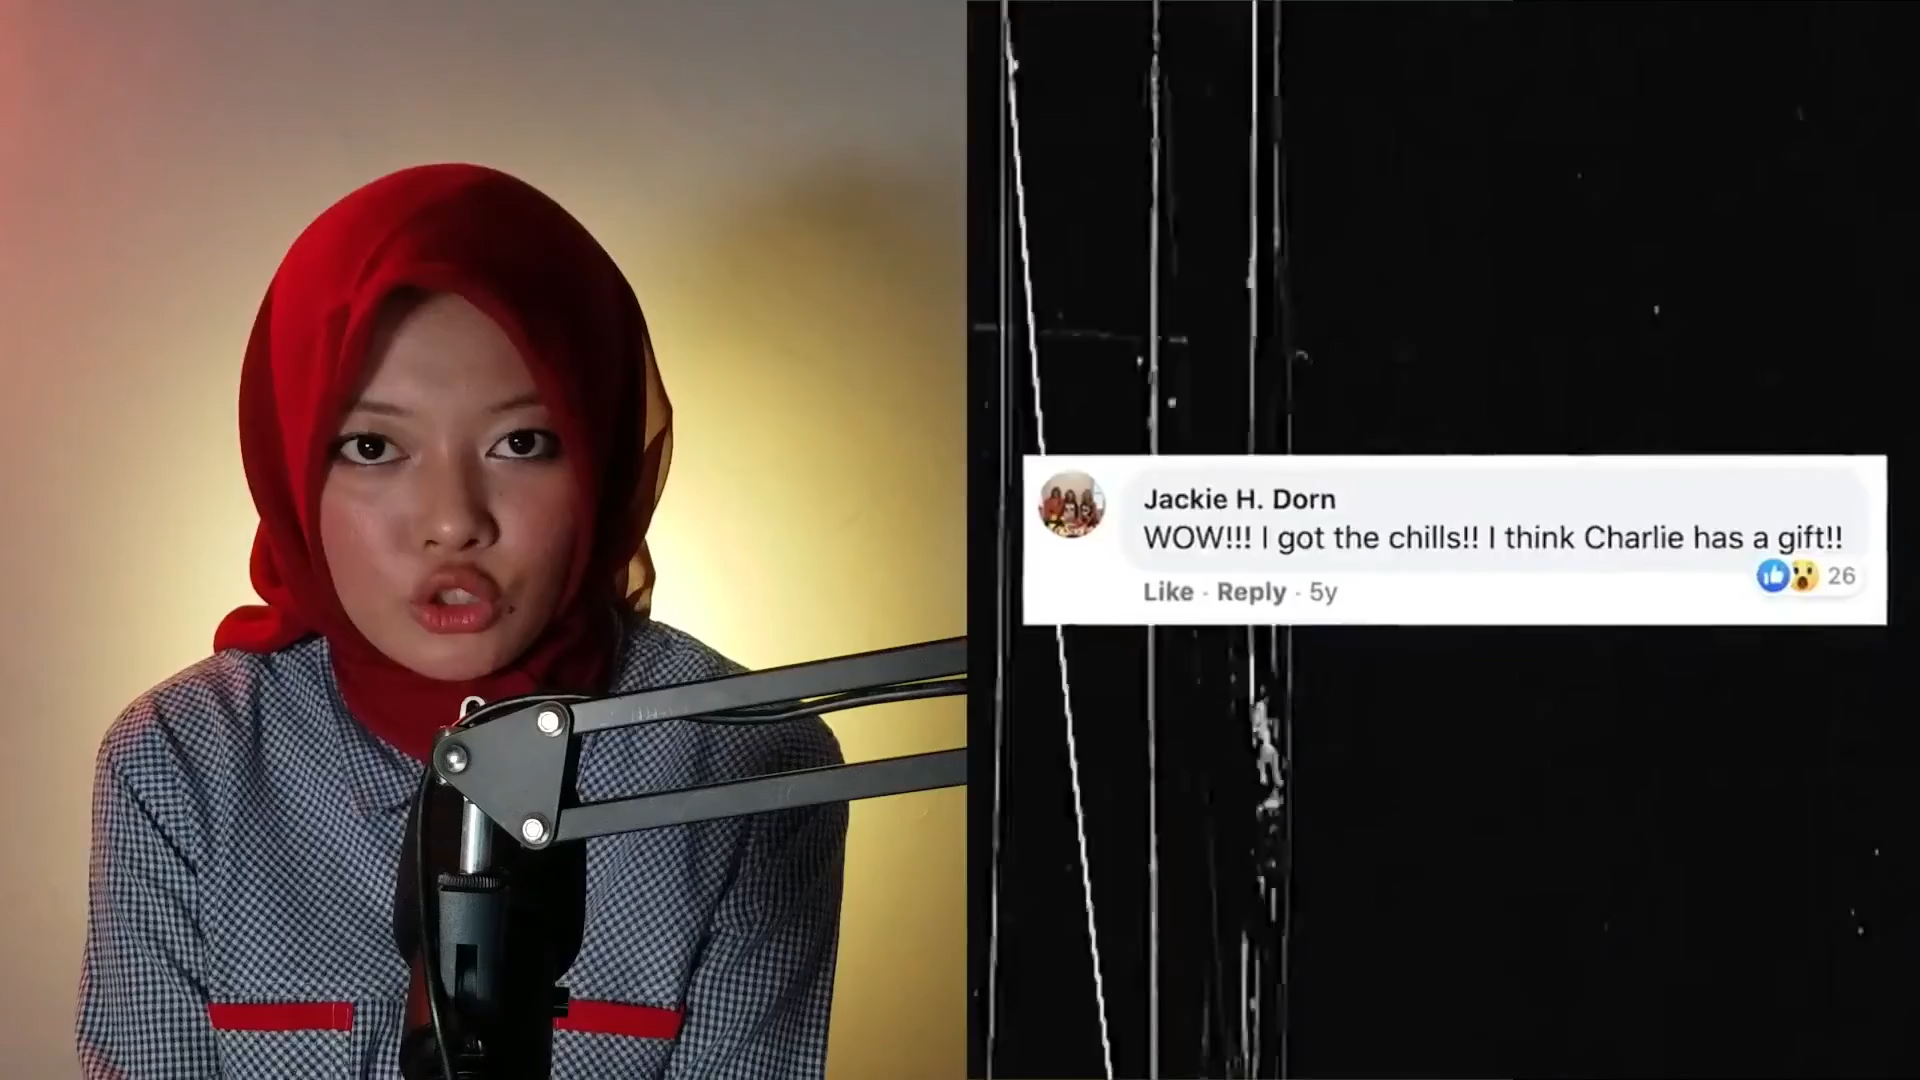 Jackie H. Dorn
WOW!!! I got the chills!! I think Charlie has a gift!!
26
Like · Reply · 5y